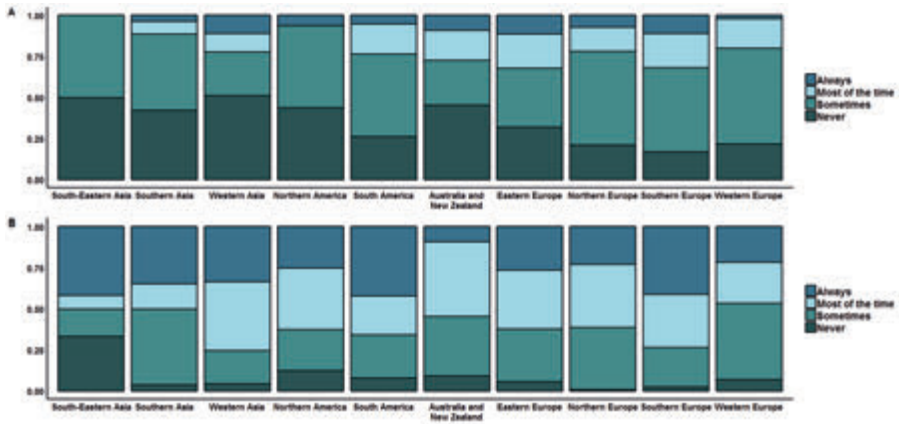 A
1.00
0.75
0.50
0.25
0.00
South-Eastern Asia Southern Asia Western Asia Northern America South America Australia and New Zealand Eastern Europe Northern Europe Southern Europe Western Europe
Always
Most of the time
Sometimes
Never
B
1.00
0.75
0.50
0.25
0.00
South-Eastern Asia Southern Asia Western Asia Northern America South America Australia and New Zealand Eastern Europe Northern Europe Southern Europe Western Europe
Always
Most of the time
Sometimes
Never